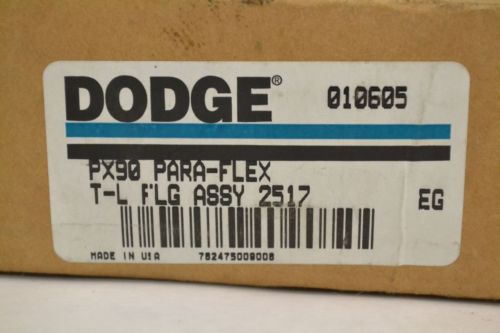 DODGE® 010605
PX90 PARA-FLEX
T-L FLG ASSY 2517 EG
MADE IN USA 782475009008